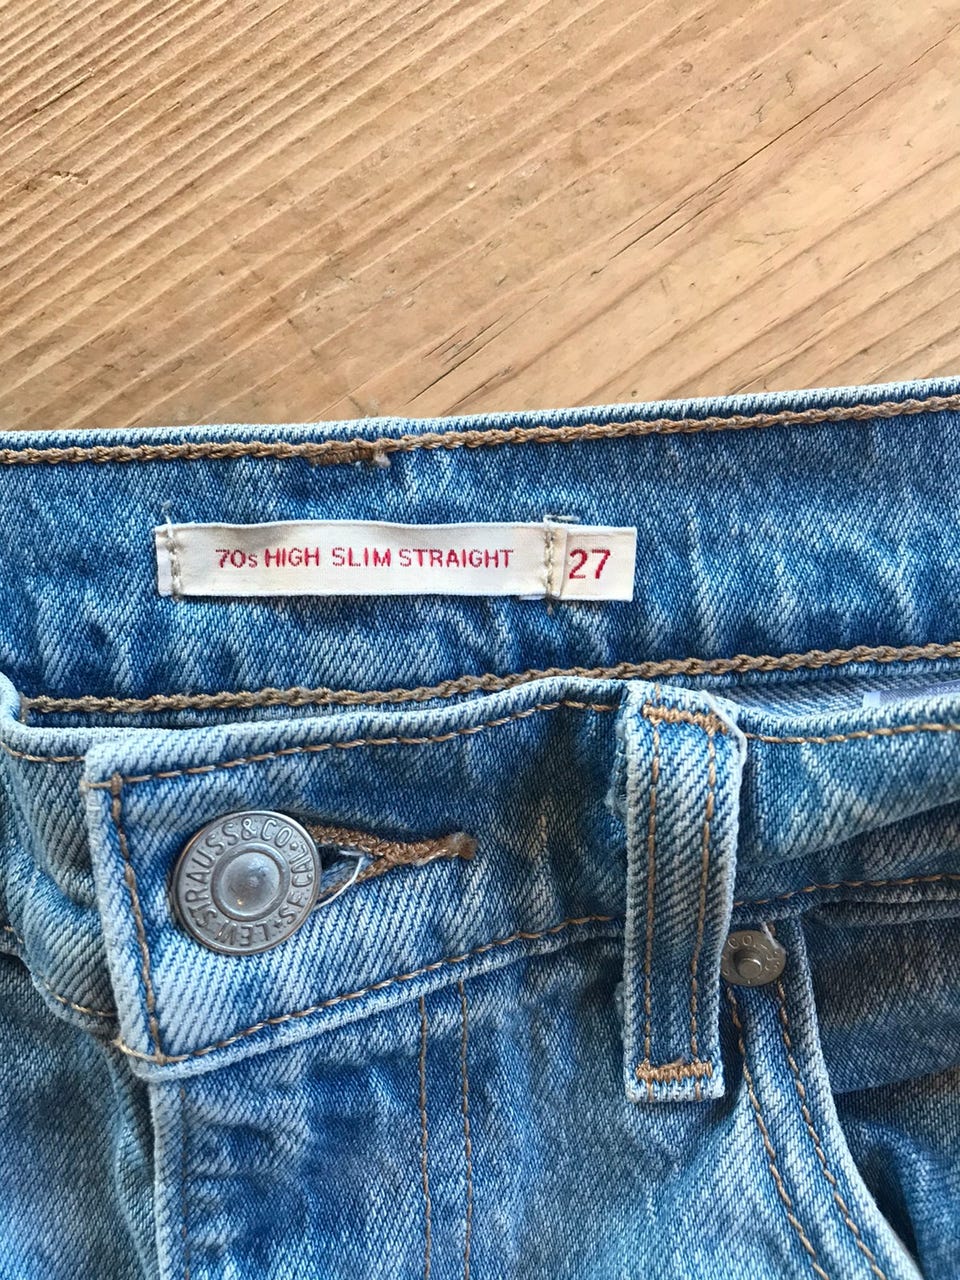 70s HIGH SLIM STRAIGHT 27
LEVI STRAUSS & CO. S.F. CAL.